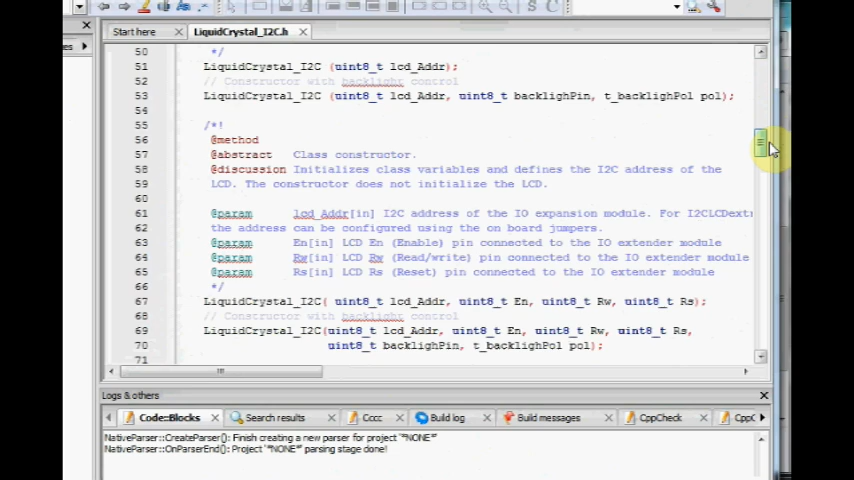 Start here
LiquidCrystal_I2C.h
es
50 */
51 LiquidCrystal_I2C (uint8_t lcd_Addr);
52 // Constructor with backlight control
53 LiquidCrystal_I2C (uint8_t lcd_Addr, uint8_t backlighPin, t_backlighPol pol);
54
55 /*!
56 @method
57 @abstract Class constructor.
58 @discussion Initializes class variables and defines the I2C address of the
59 LCD. The constructor does not initialize the LCD.
60
61 @param lcd_Addr[in] I2C address of the IO expansion module. For I2CLCDextr
62 the address can be configured using the on board jumpers.
63 @param En[in] LCD En (Enable) pin connected to the IO extender module
64 @param Rw[in] LCD Rw (Read/write) pin connected to the IO extender module
65 @param Rs[in] LCD Rs (Reset) pin connected to the IO extender module
66 */
67 LiquidCrystal_I2C( uint8_t lcd_Addr, uint8_t En, uint8_t Rw, uint8_t Rs);
68 // Constructor with backlight control
69 LiquidCrystal_I2C(uint8_t lcd_Addr, uint8_t En, uint8_t Rw, uint8_t Rs,
70 uint8_t backlighPin, t_backlighPol pol);
71
Logs & others
Code::Blocks
Search results
Cccc
Build log
Build messages
CppCheck
CppC
NativeParser::CreateParser(): Finish creating a new parser for project '*NONE*'
NativeParser::OnParserEnd(): Project '*NONE*' parsing stage done!